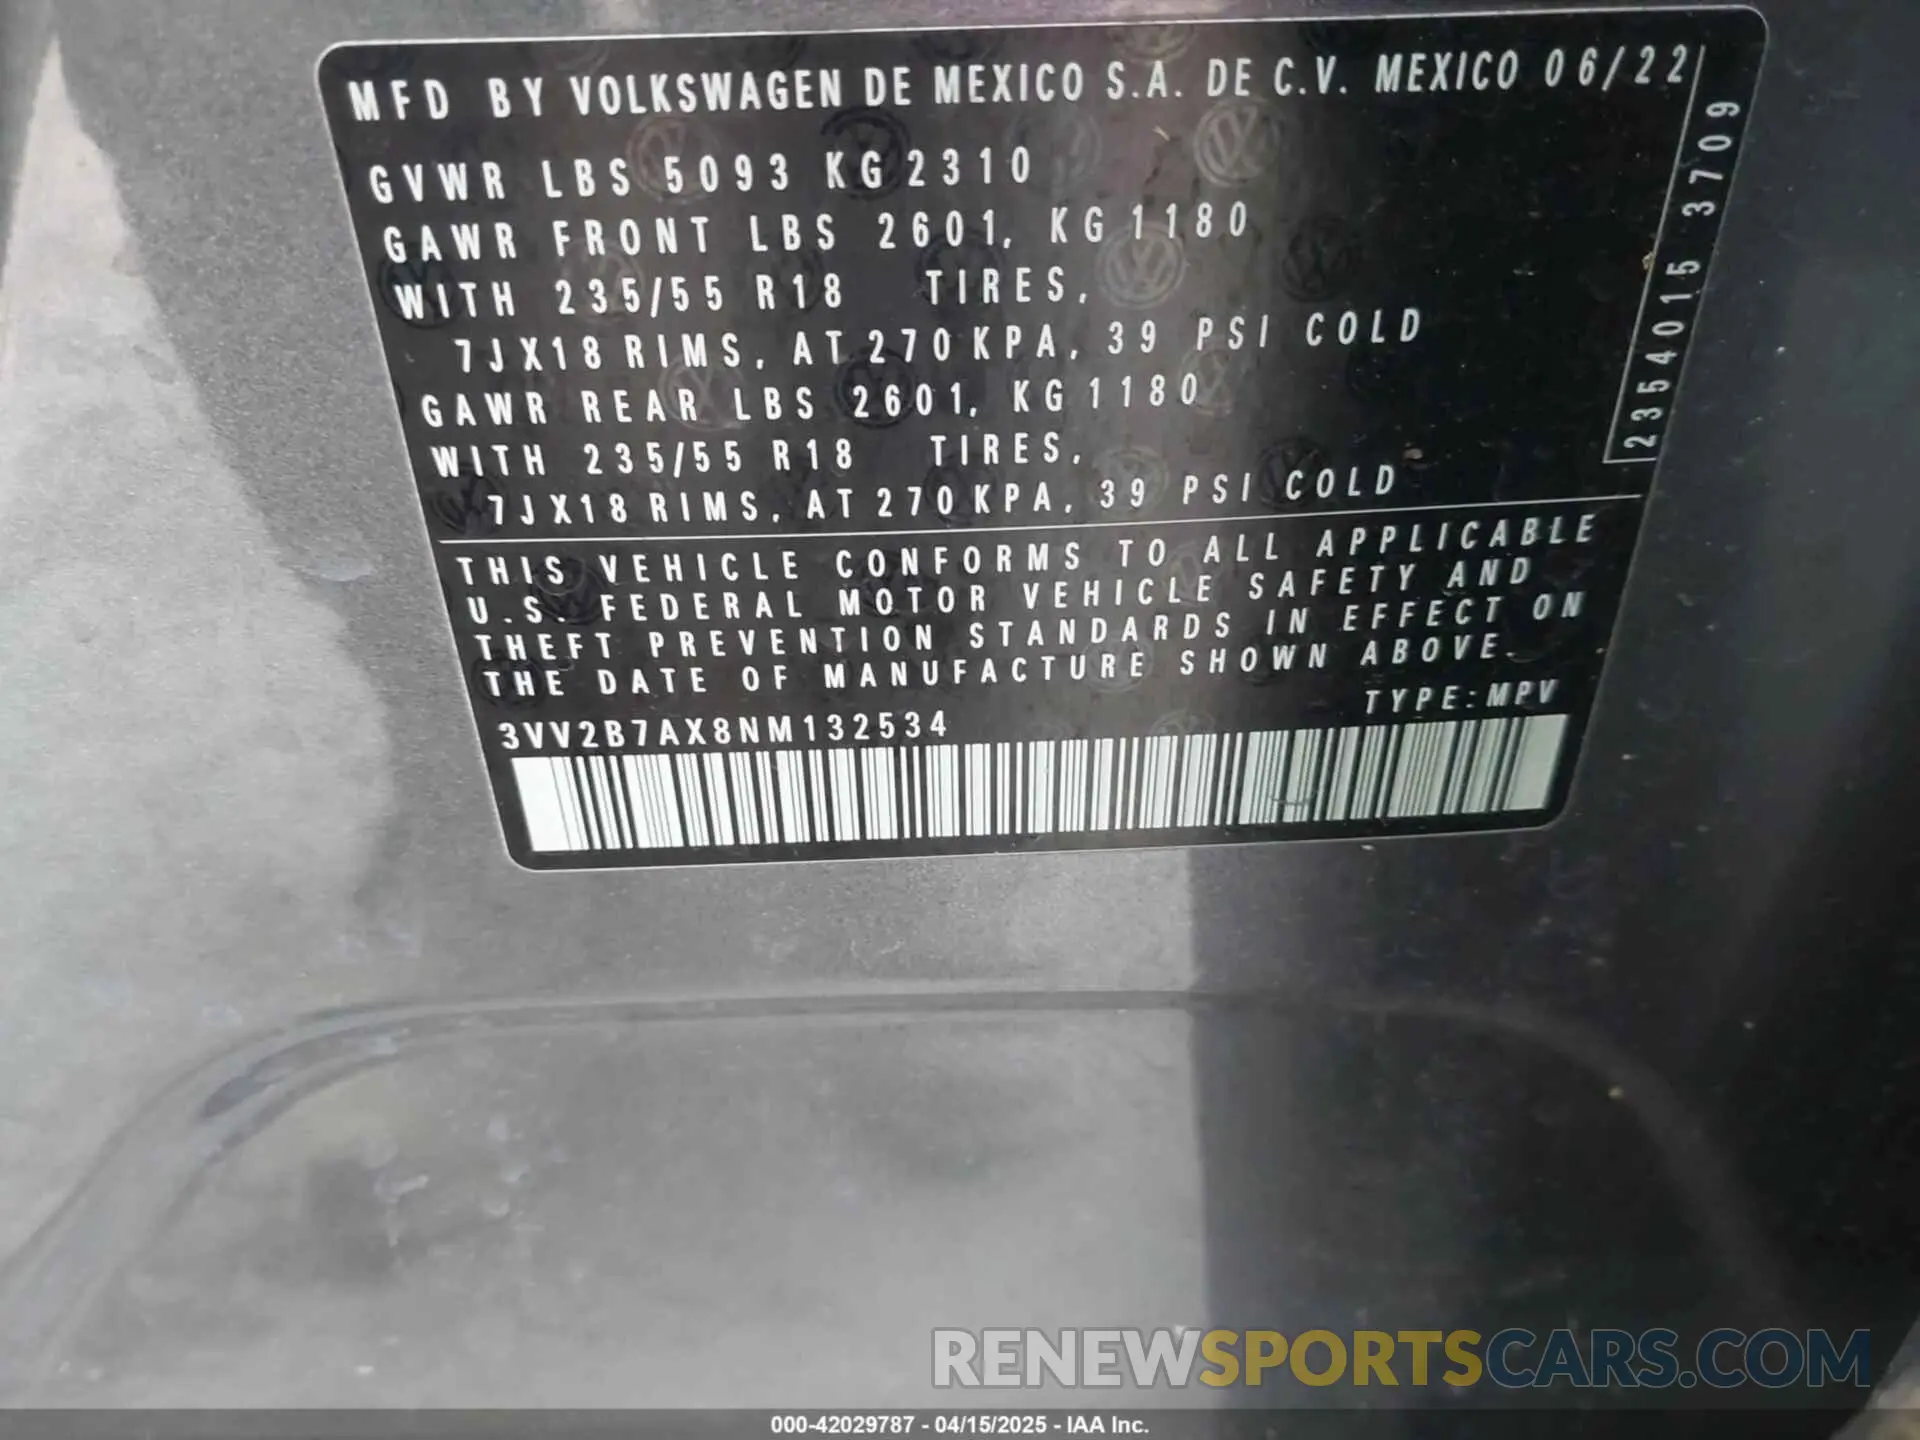 MFD BY VOLKSWAGEN DE MEXICO S.A. DE C.V. MEXICO 06/22
GVWR LBS 5093 KG 2310
GAWR FRONT LBS 2601, KG 1180
WITH 235/55 R18 TIRES,
7JX18 RIMS, AT 270 KPA, 39 PSI COLD
GAWR REAR LBS 2601, KG 1180
WITH 235/55 R18 TIRES,
7JX18 RIMS, AT 270 KPA, 39 PSI COLD
2354015 3709
THIS VEHICLE CONFORMS TO ALL APPLICABLE
U.S. FEDERAL MOTOR VEHICLE SAFETY AND
THEFT PREVENTION STANDARDS IN EFFECT ON
THE DATE OF MANUFACTURE SHOWN ABOVE.
TYPE: MPV
3VV2B7AX8NM132534
RENEWSPORTSCARS.COM
000-42029787 - 04/15/2025 - IAA Inc.